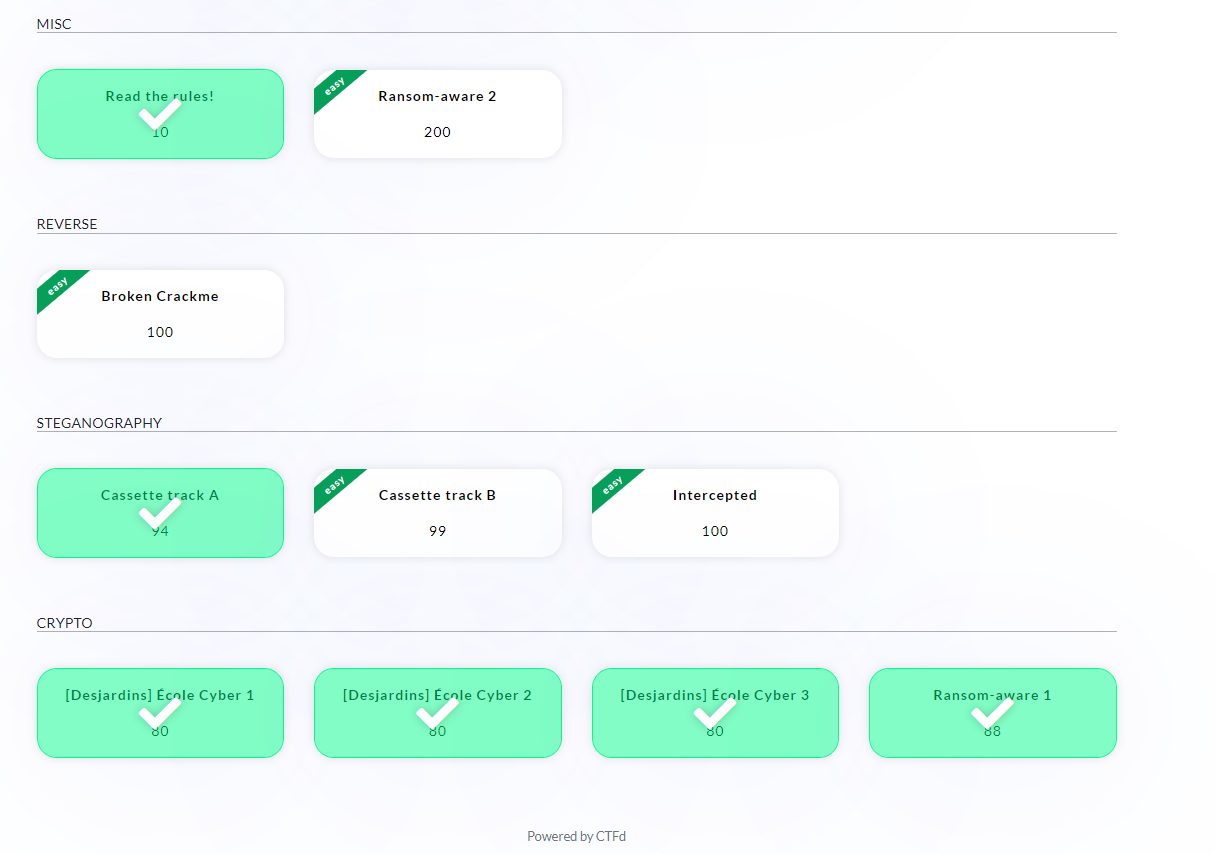 MISC
Read the rules!
10
easy
Ransom-aware 2
200
REVERSE
easy
Broken Crackme
100
STEGANOGRAPHY
Cassette track A
94
easy
Cassette track B
99
easy
Intercepted
100
CRYPTO
[Desjardins] École Cyber 1
80
[Desjardins] École Cyber 2
80
[Desjardins] École Cyber 3
80
Ransom-aware 1
88
Powered by CTFd